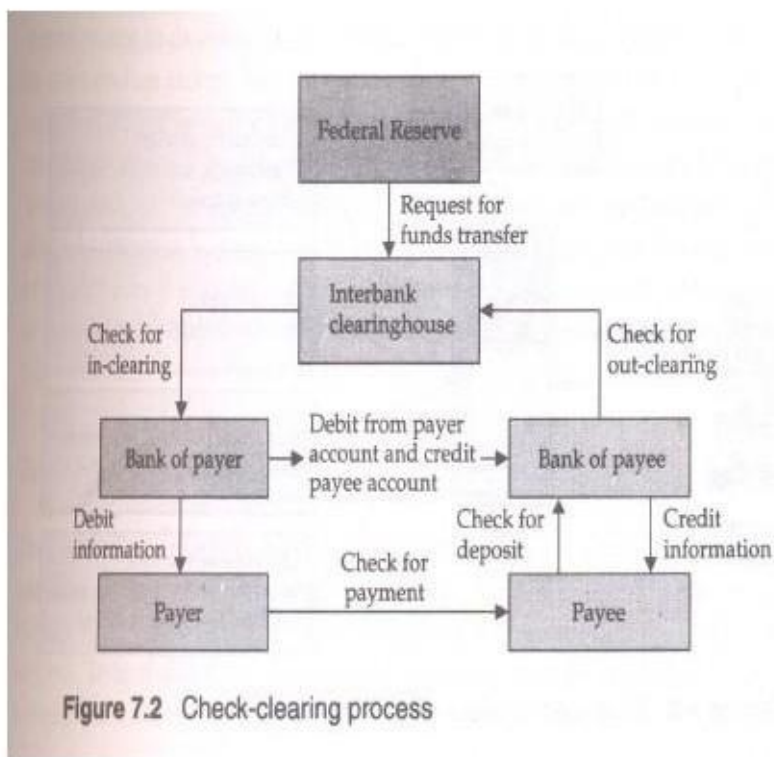 Federal Reserve
Request for
funds transfer
Interbank
clearinghouse
Check for
in-clearing
Check for
out-clearing
Bank of payer
Debit from payer
account and credit
payee account
Bank of payee
Debit
information
Check for
deposit
Credit
information
Payer
Check for
payment
Payee
Figure 7.2 Check-clearing process